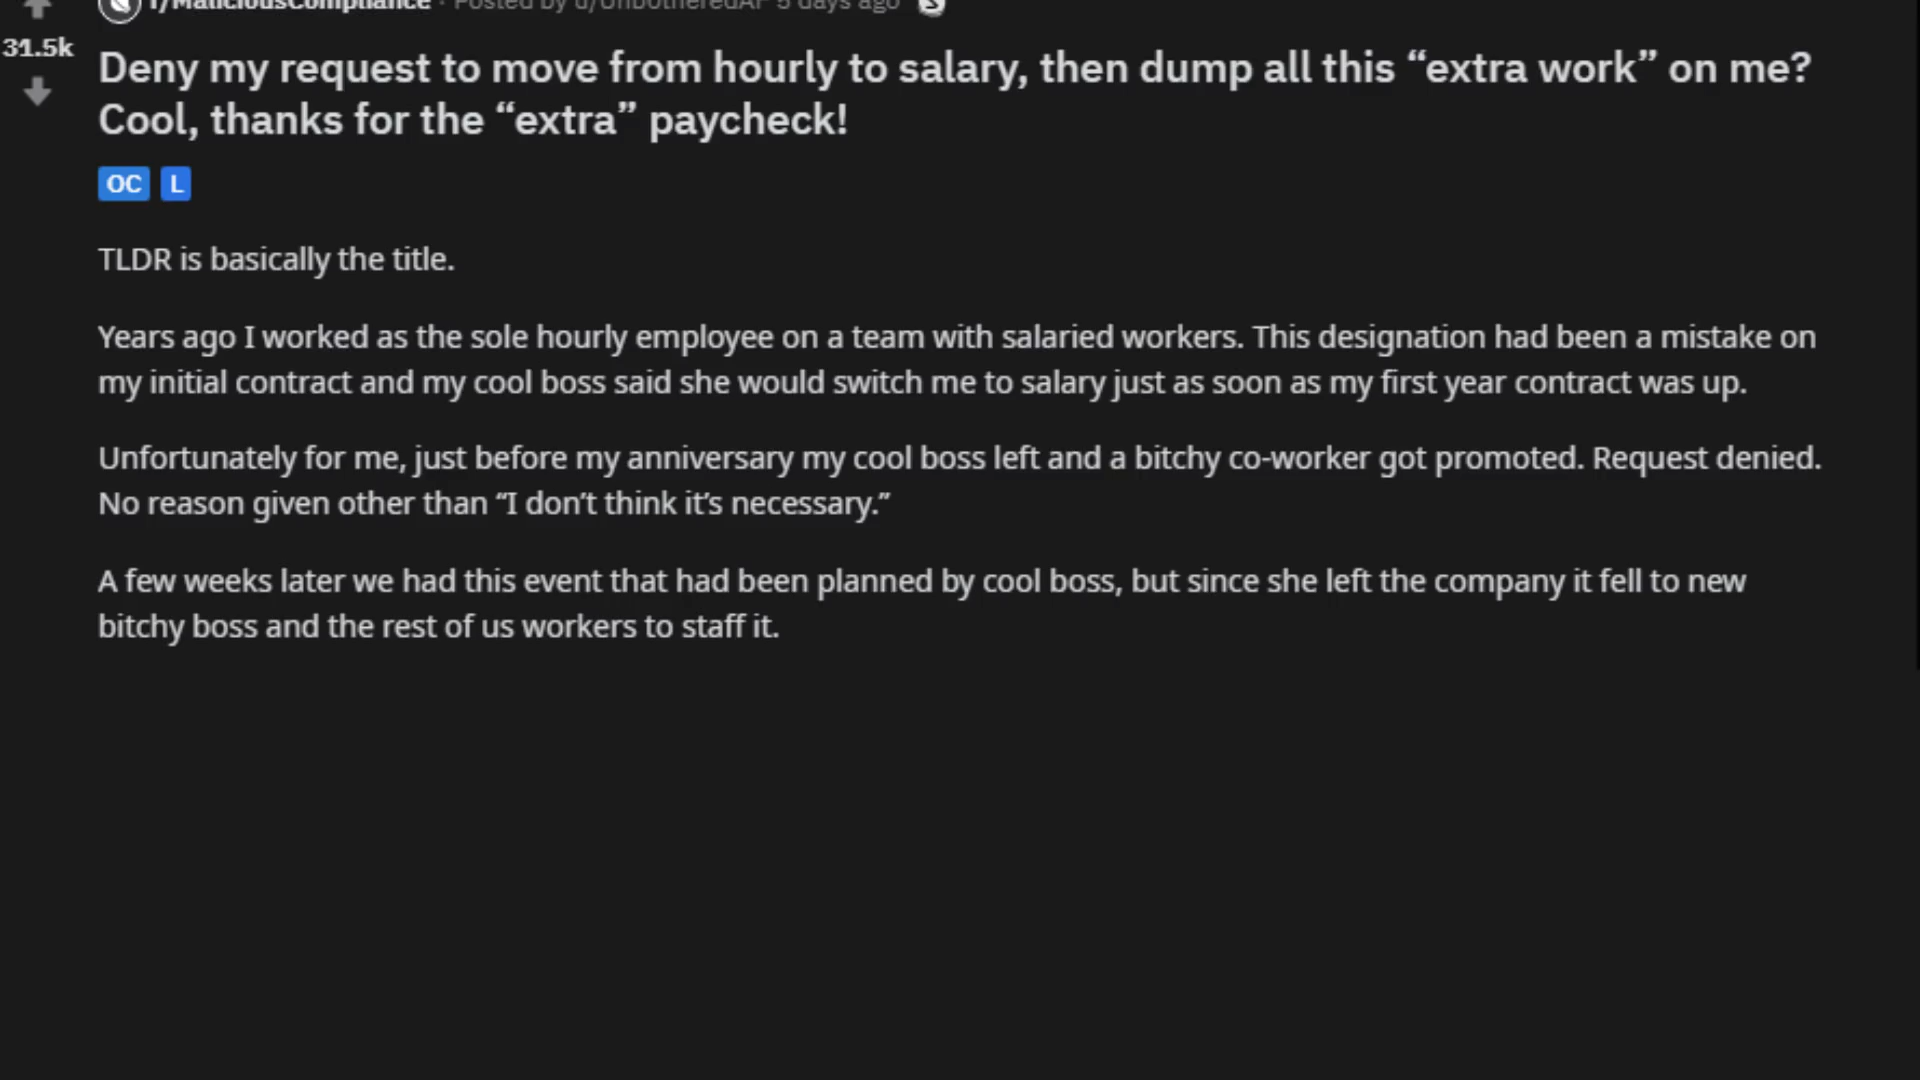 r/MaliciousCompliance · Posted by u/UnbotheredAF 5 days ago
31.5k
Deny my request to move from hourly to salary, then dump all this “extra work” on me?
Cool, thanks for the “extra” paycheck!
OC L
TLDR is basically the title.
Years ago I worked as the sole hourly employee on a team with salaried workers. This designation had been a mistake on
my initial contract and my cool boss said she would switch me to salary just as soon as my first year contract was up.
Unfortunately for me, just before my anniversary my cool boss left and a bitchy co-worker got promoted. Request denied.
No reason given other than “I don’t think it’s necessary.”
A few weeks later we had this event that had been planned by cool boss, but since she left the company it fell to new
bitchy boss and the rest of us workers to staff it.